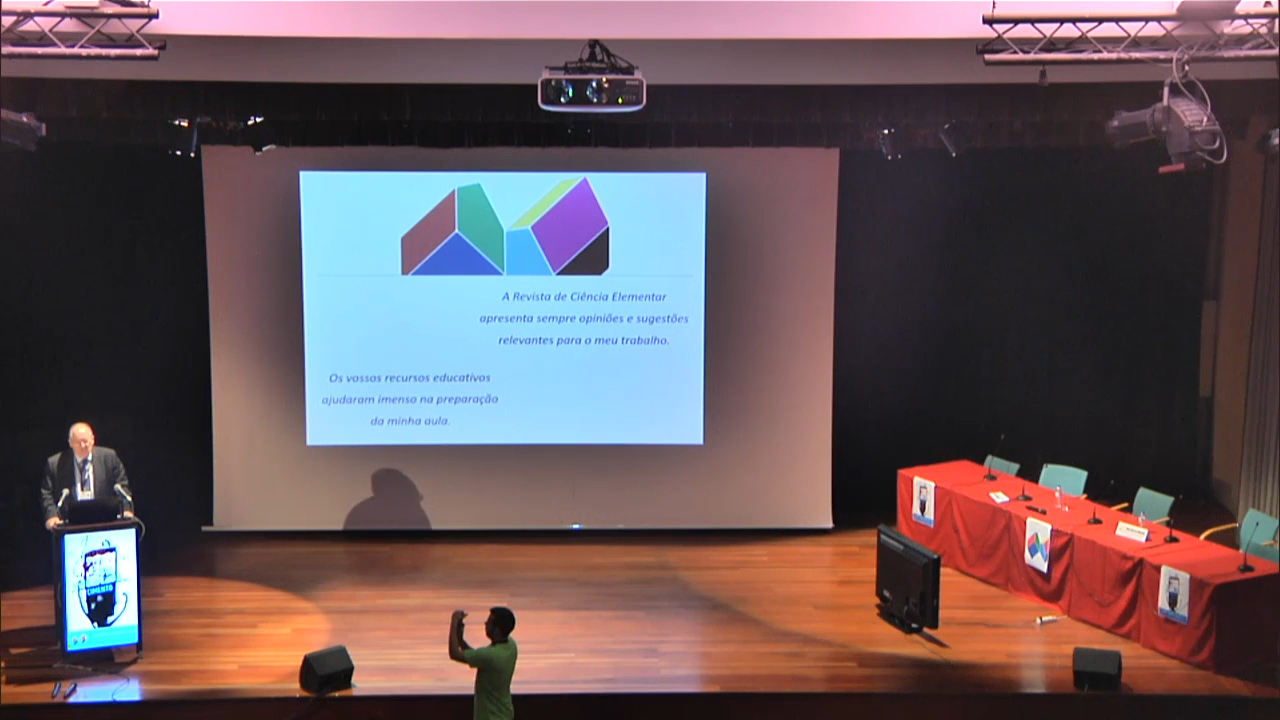 A Revista de Ciência Elementar
apresenta sempre opiniões e sugestões
relevantes para o meu trabalho.
Os vossos recursos educativos
ajudaram imenso na preparação
da minha aula.
CIMENTO